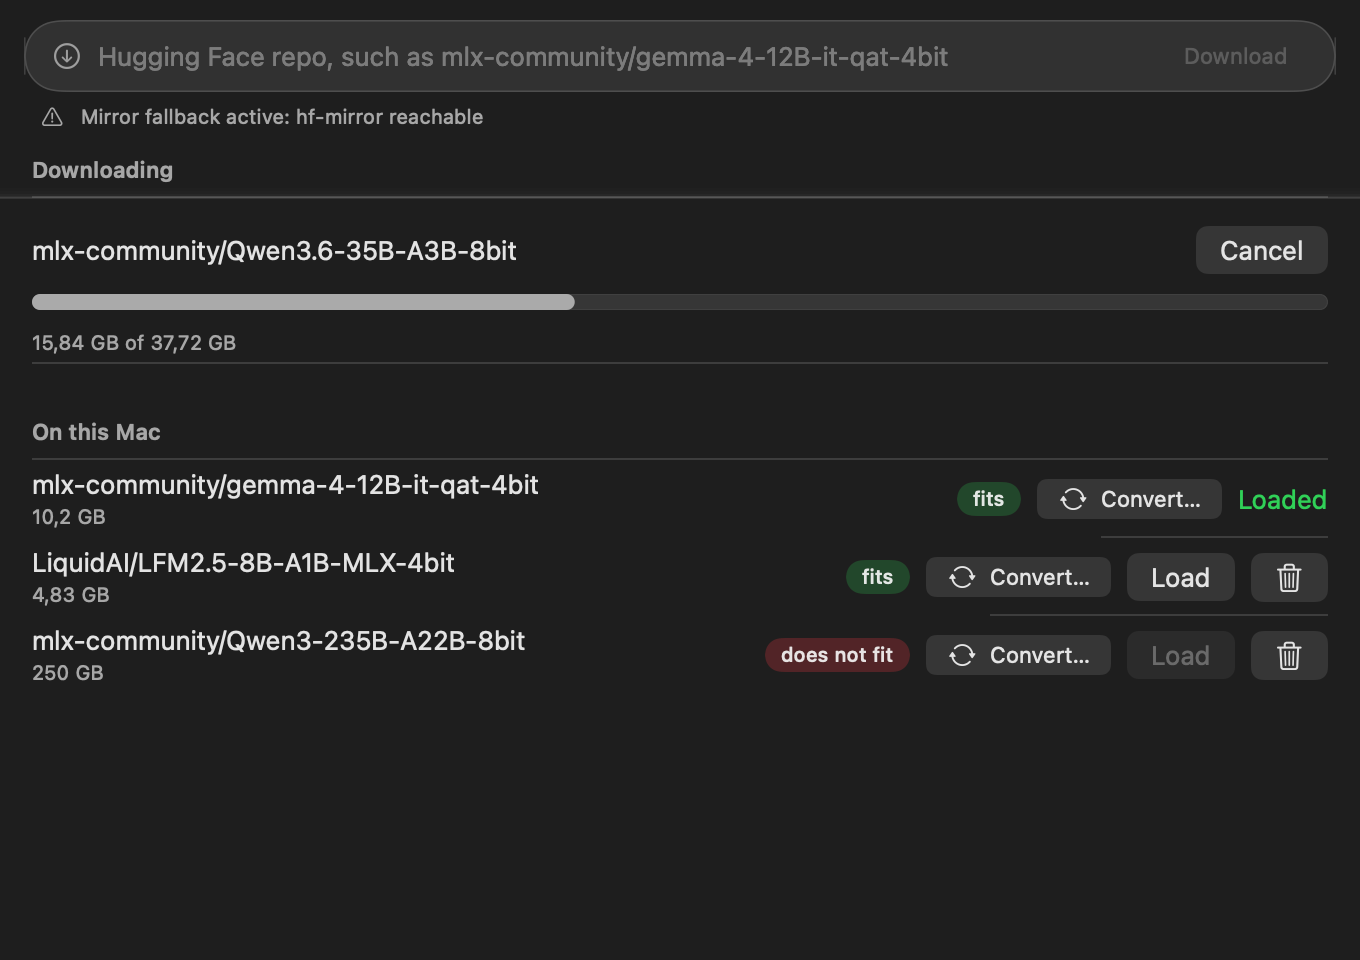 Hugging Face repo, such as mlx-community/gemma-4-12B-it-qat-4bit Download
Mirror fallback active: hf-mirror reachable
Downloading
mlx-community/Qwen3.6-35B-A3B-8bit Cancel
15,84 GB of 37,72 GB
On this Mac
mlx-community/gemma-4-12B-it-qat-4bit
10,2 GB
fits Convert... Loaded
LiquidAI/LFM2.5-8B-A1B-MLX-4bit
4,83 GB
fits Convert... Load
mlx-community/Qwen3-235B-A22B-8bit
250 GB
does not fit Convert... Load